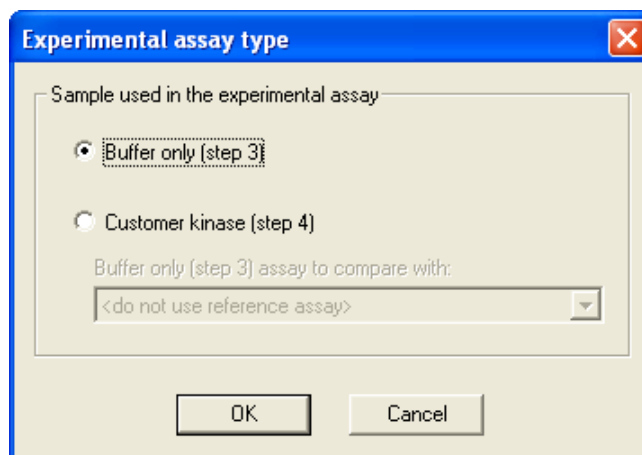 Experimental assay type
Sample used in the experimental assay
Buffer only (step 3)
Customer kinase (step 4)
Buffer only (step 3) assay to compare with:
<do not use reference assay>
OK
Cancel